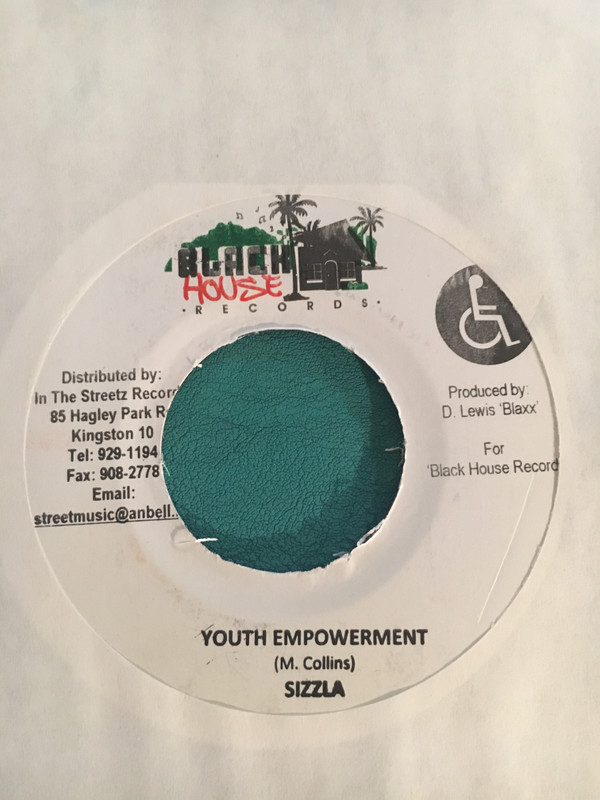 BLACK
HOUSE
· R E C O R D S ·
Distributed by:
In The Streetz Record
85 Hagley Park R
Kingston 10
Tel: 929-1194
Fax: 908-2778
Email:
streetmusic@anbell..
Produced by:
D. Lewis 'Blaxx'
For
'Black House Record
YOUTH EMPOWERMENT
(M. Collins)
SIZZLA